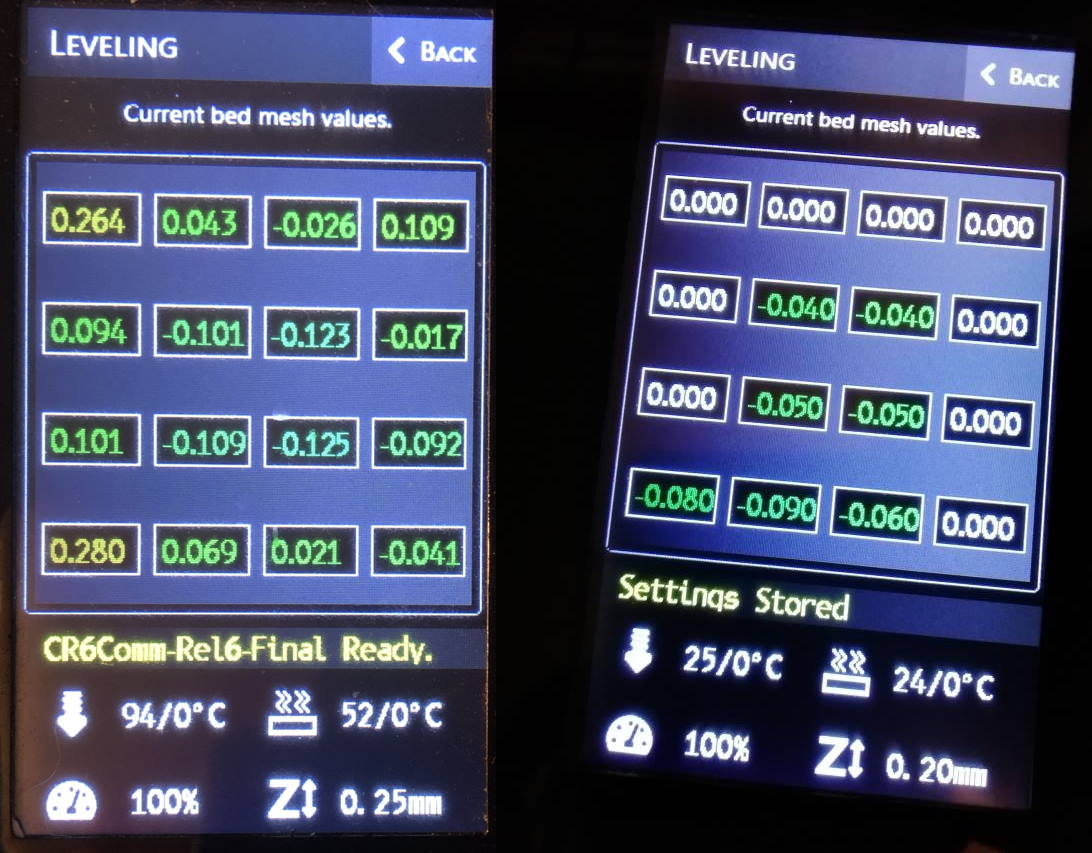 LEVELING
BACK
Current bed mesh values.
0.264 0.043 -0.026 0.109
0.094 -0.101 -0.123 -0.017
0.101 -0.109 -0.125 -0.092
0.280 0.069 0.021 -0.041
CR6Comm-Rel6-Final Ready.
94/0°C 52/0°C
100% Z 0.25mm
LEVELING
BACK
Current bed mesh values.
0.000 0.000 0.000 0.000
0.000 -0.040 -0.040 0.000
0.000 -0.050 -0.050 0.000
-0.080 -0.090 -0.060 0.000
Settings Stored
25/0°C 24/0°C
100% Z 0.20mm